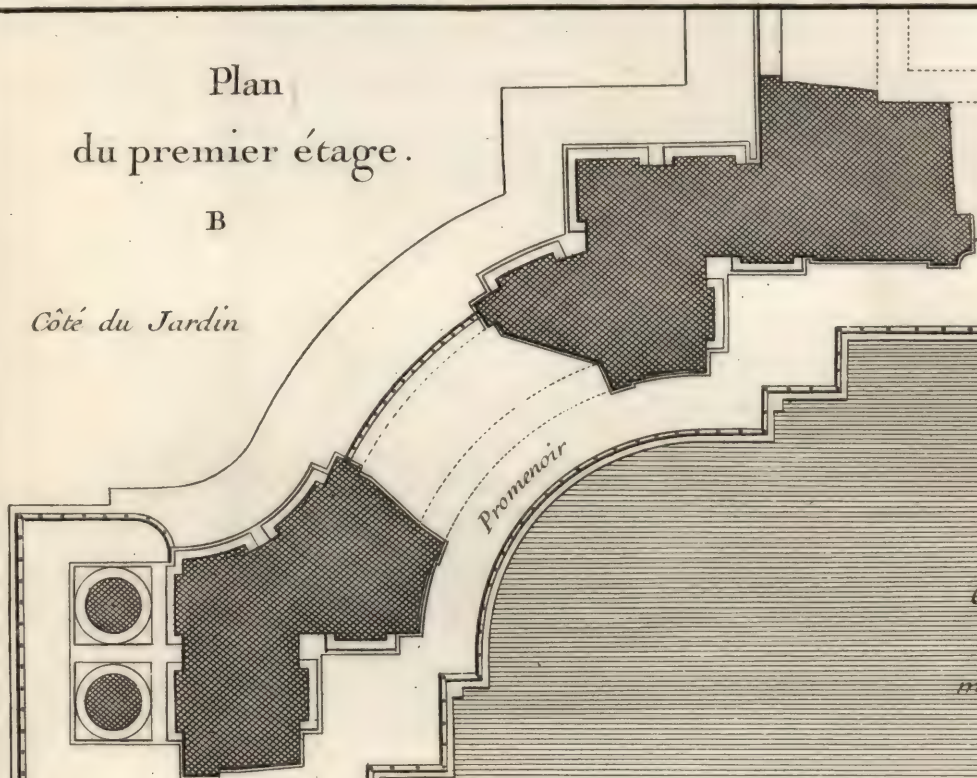 Plan
du premier étage.
B
Côté du Jardin
Promenoir